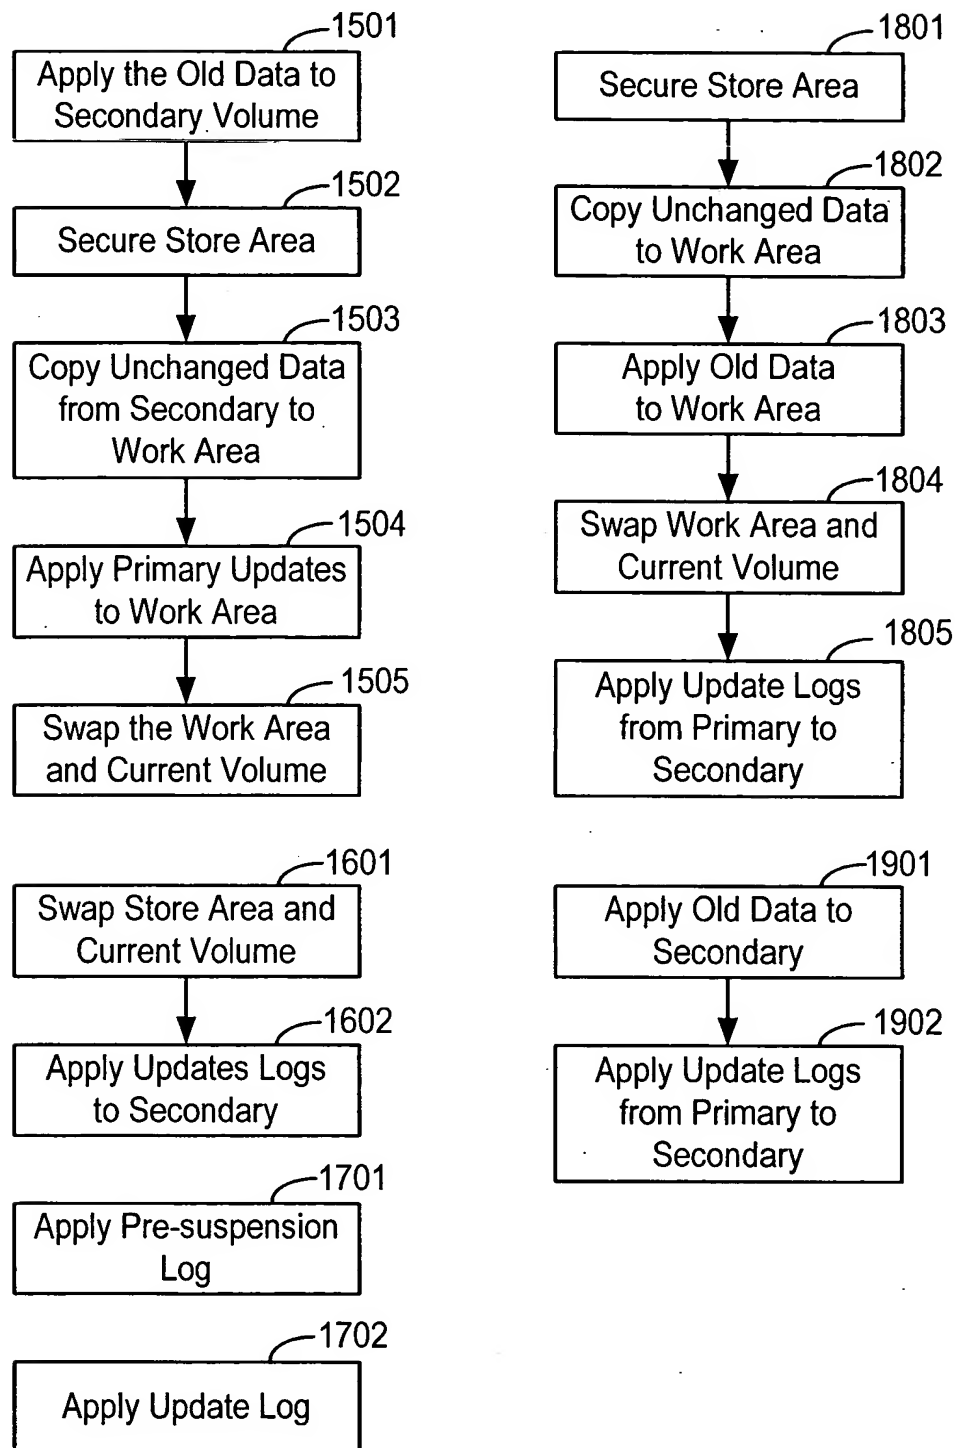 1501
Apply the Old Data to
Secondary Volume
1502
Secure Store Area
1503
Copy Unchanged Data
from Secondary to
Work Area
1504
Apply Primary Updates
to Work Area
1505
Swap the Work Area
and Current Volume
1601
Swap Store Area and
Current Volume
1602
Apply Updates Logs
to Secondary
1701
Apply Pre-suspension
Log
1702
Apply Update Log
1801
Secure Store Area
1802
Copy Unchanged Data
to Work Area
1803
Apply Old Data
to Work Area
1804
Swap Work Area and
Current Volume
1805
Apply Update Logs
from Primary to
Secondary
1901
Apply Old Data to
Secondary
1902
Apply Update Logs
from Primary to
Secondary